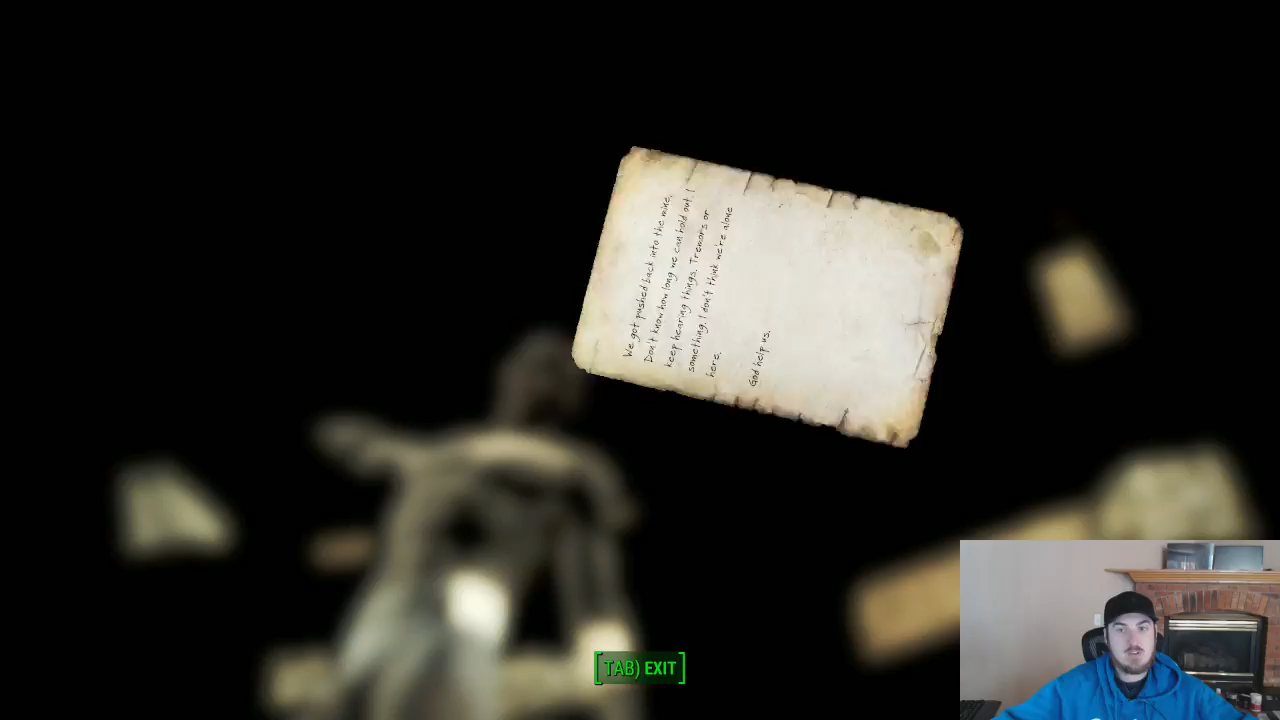 We got pushed back into the mine.
Don't know how long we can hold out. I
keep hearing things. Tremors or
something. I don't think we're alone
here.
God help us.
[TAB) EXIT]